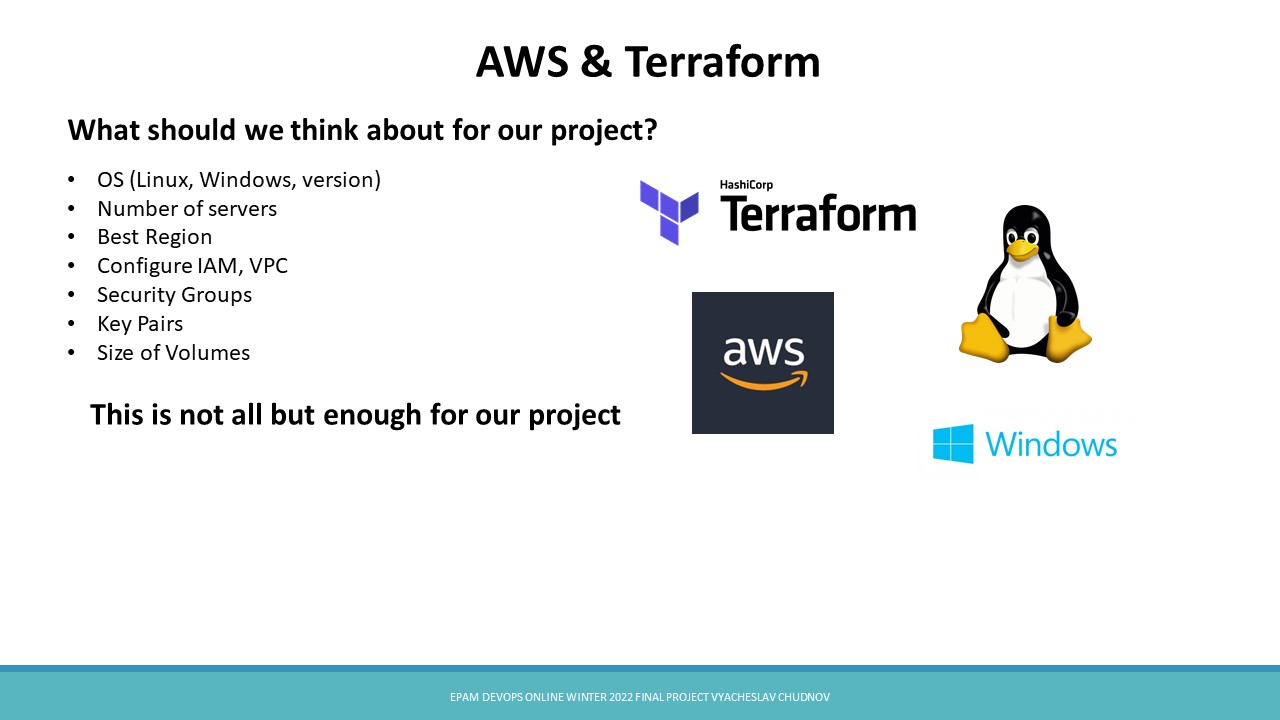 AWS & Terraform
What should we think about for our project?
• OS (Linux, Windows, version)
• Number of servers
• Best Region
• Configure IAM, VPC
• Security Groups
• Key Pairs
• Size of Volumes
This is not all but enough for our project
HashiCorp
Terraform
aws
Windows
EPAM DEVOPS ONLINE WINTER 2022 FINAL PROJECT VYACHESLAV CHUDNOV